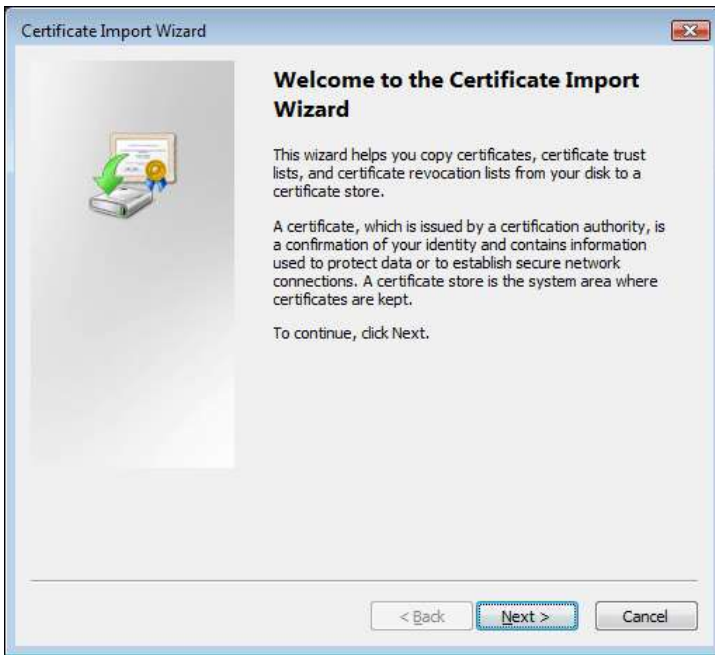 Certificate Import Wizard
Welcome to the Certificate Import
Wizard
This wizard helps you copy certificates, certificate trust
lists, and certificate revocation lists from your disk to a
certificate store.
A certificate, which is issued by a certification authority, is
a confirmation of your identity and contains information
used to protect data or to establish secure network
connections. A certificate store is the system area where
certificates are kept.
To continue, click Next.
< Back
Next >
Cancel